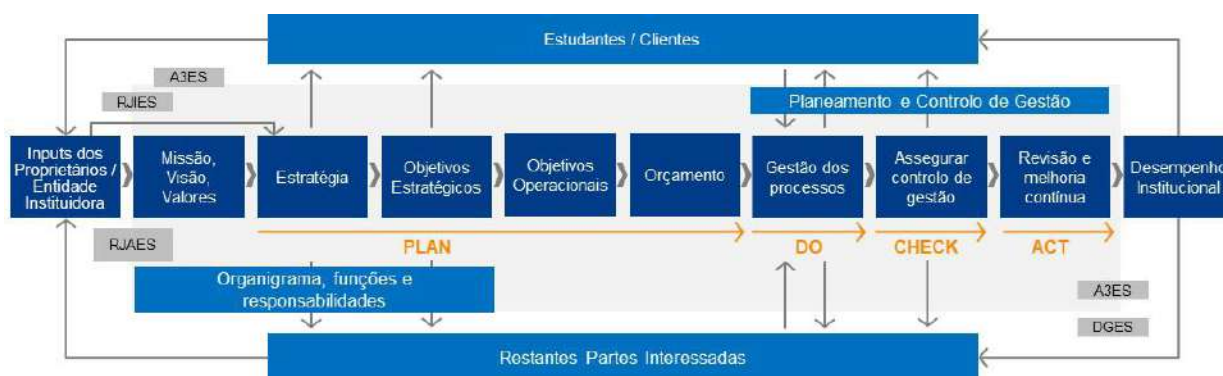 Estudantes / Clientes
A3ES
RJIES
Planeamento e Controlo de Gestão
Inputs dos
Proprietários /
Entidade
Instituidora
Missão,
Visão,
Valores
Estratégia
Objetivos
Estratégicos
Objetivos
Operacionais
Orçamento
Gestão dos
processos
Assegurar
controlo de
gestão
Revisão e
melhoria
contínua
Desempenho
Institucional
RJAES
PLAN
DO
CHECK
ACT
Organigrama, funções e
responsabilidades
A3ES
DGES
Restantes Partes Interessadas